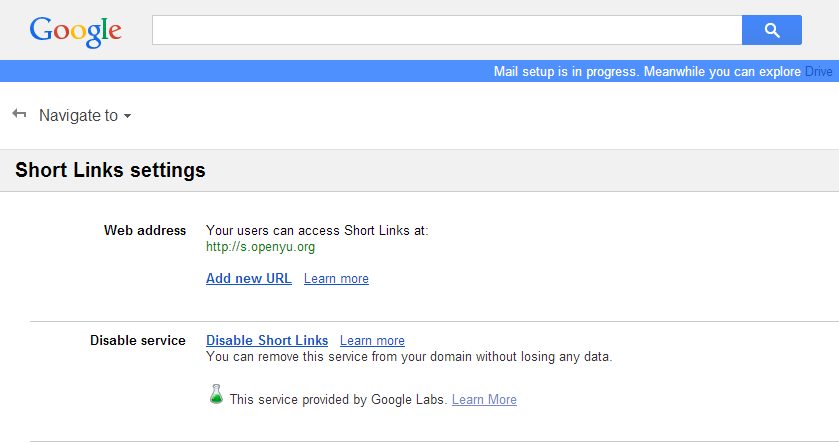 Google
Mail setup is in progress. Meanwhile you can explore Drive
Navigate to
Short Links settings
Web address
Your users can access Short Links at:
http://s.openyu.org
Add new URL Learn more
Disable service
Disable Short Links Learn more
You can remove this service from your domain without losing any data.
This service provided by Google Labs. Learn More